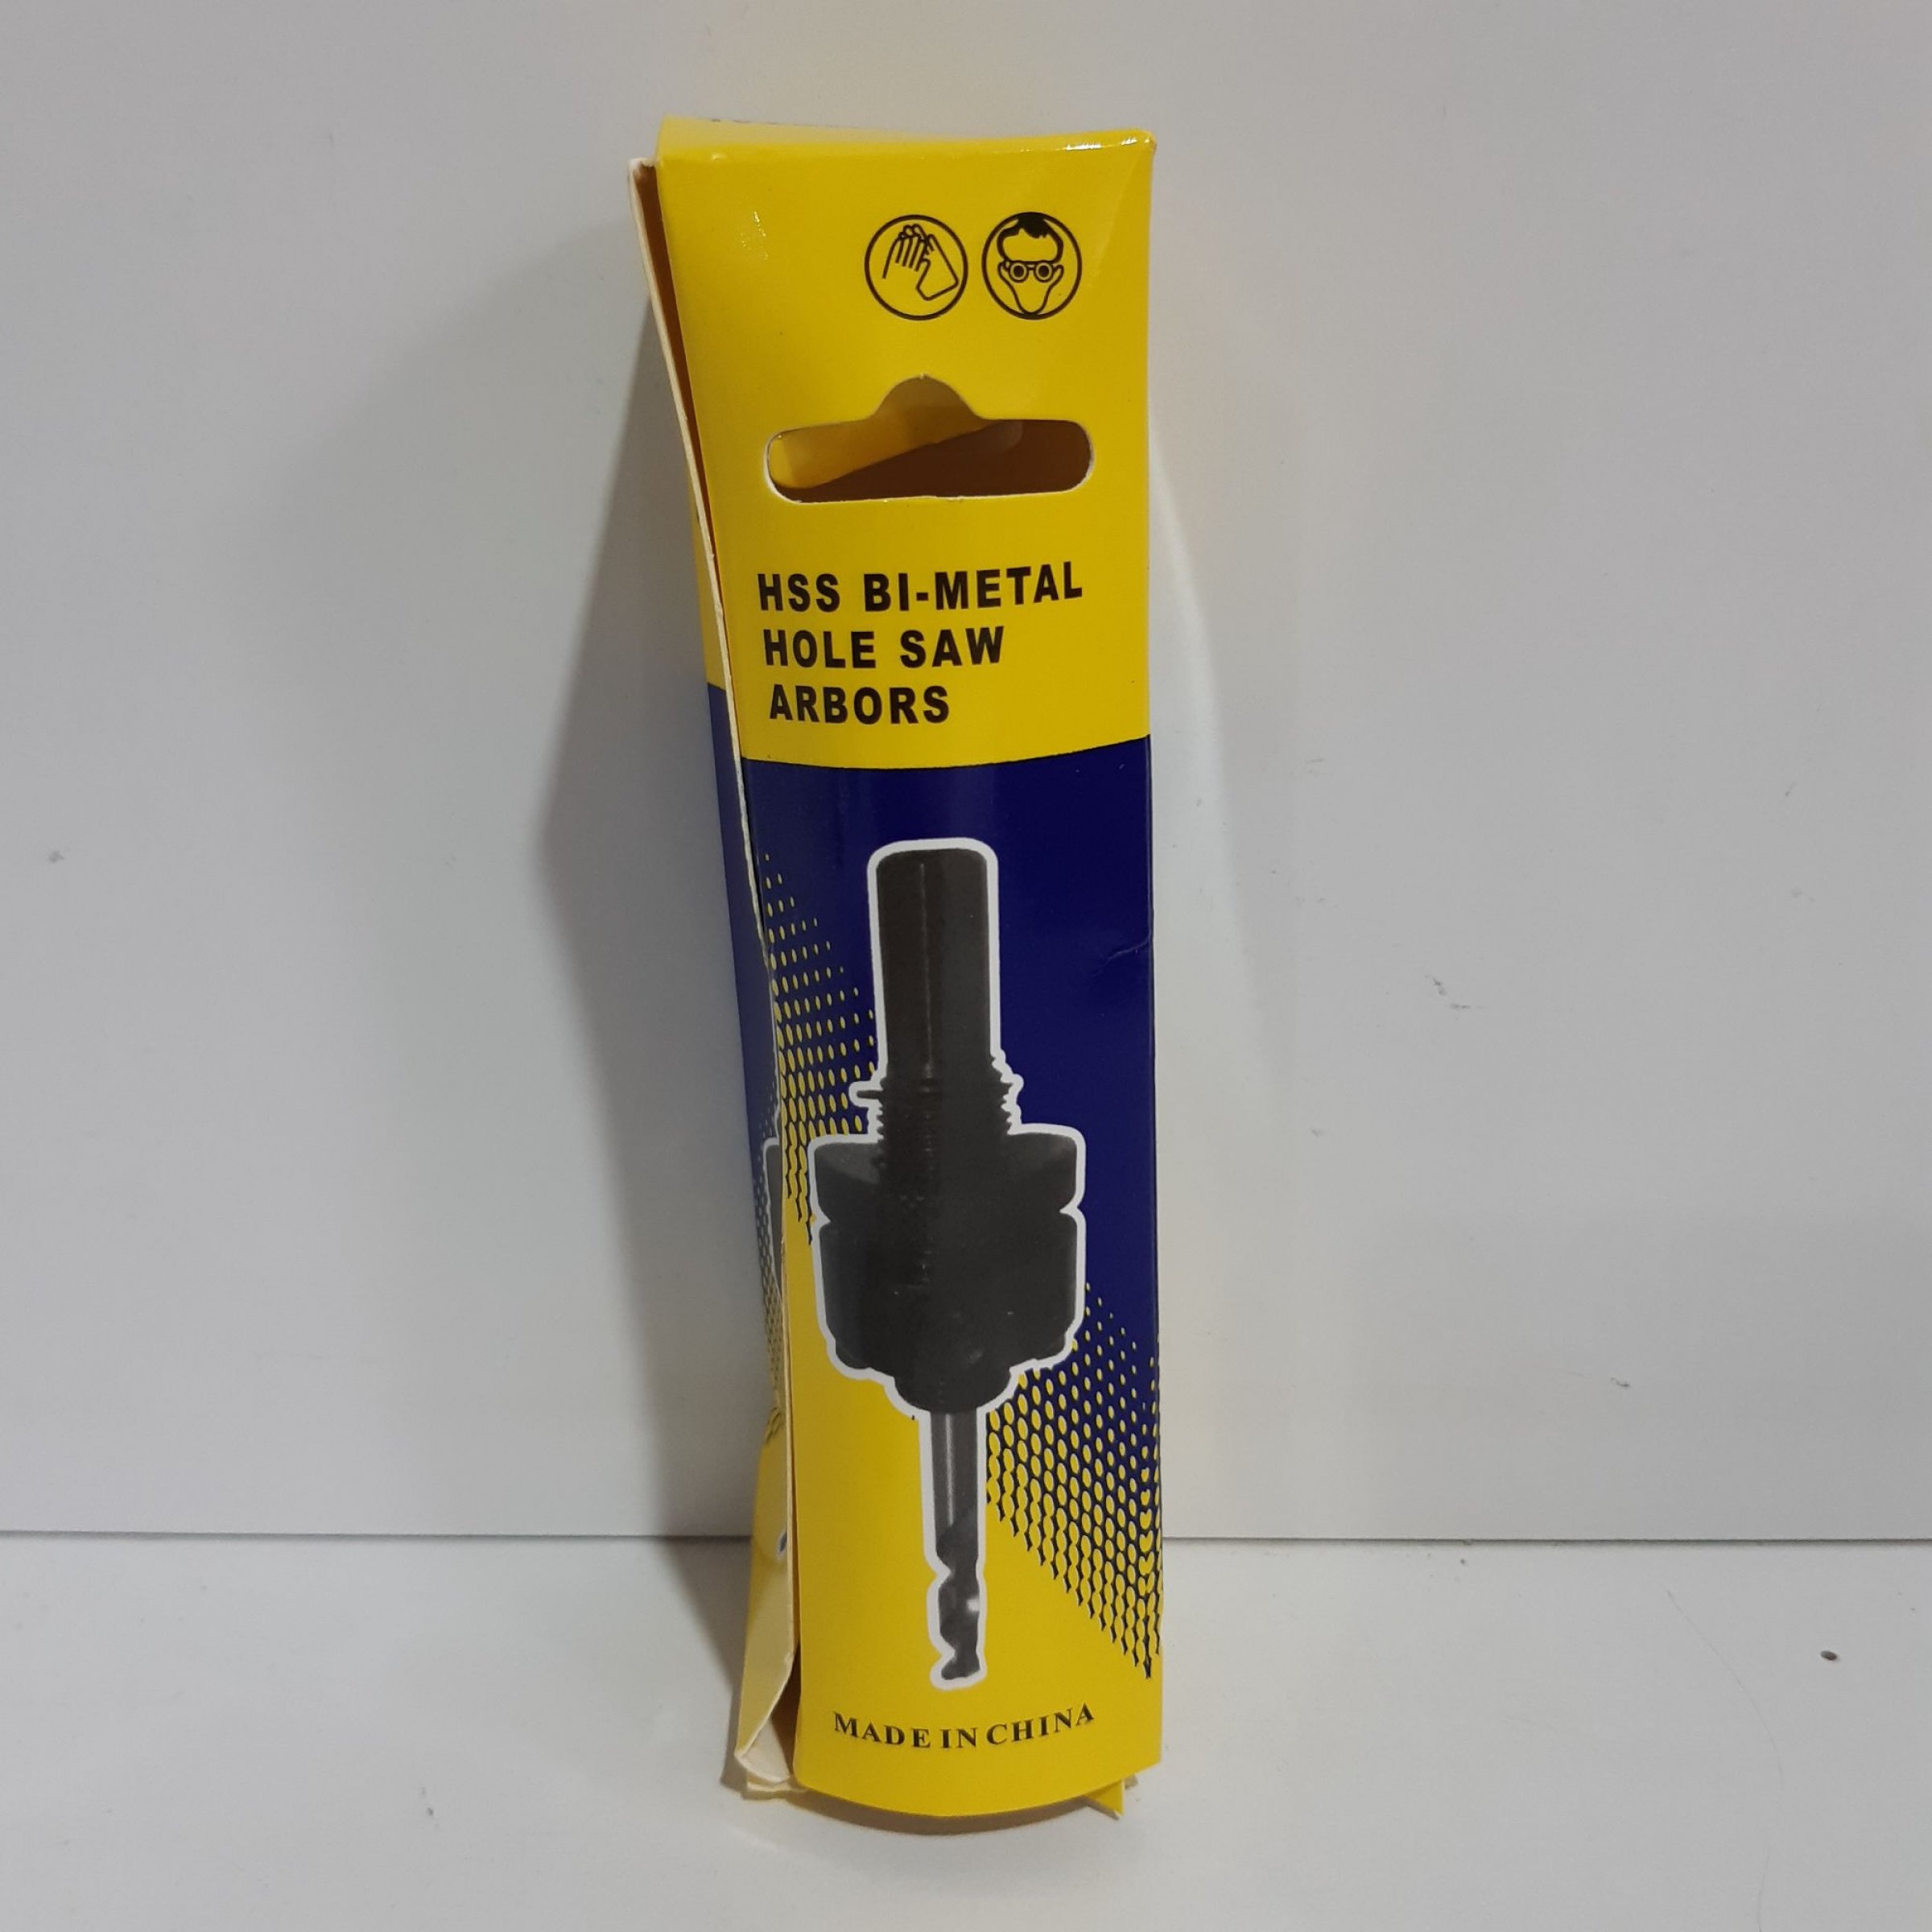 HSS BI-METAL
HOLE SAW
ARBORS
MADE IN CHINA